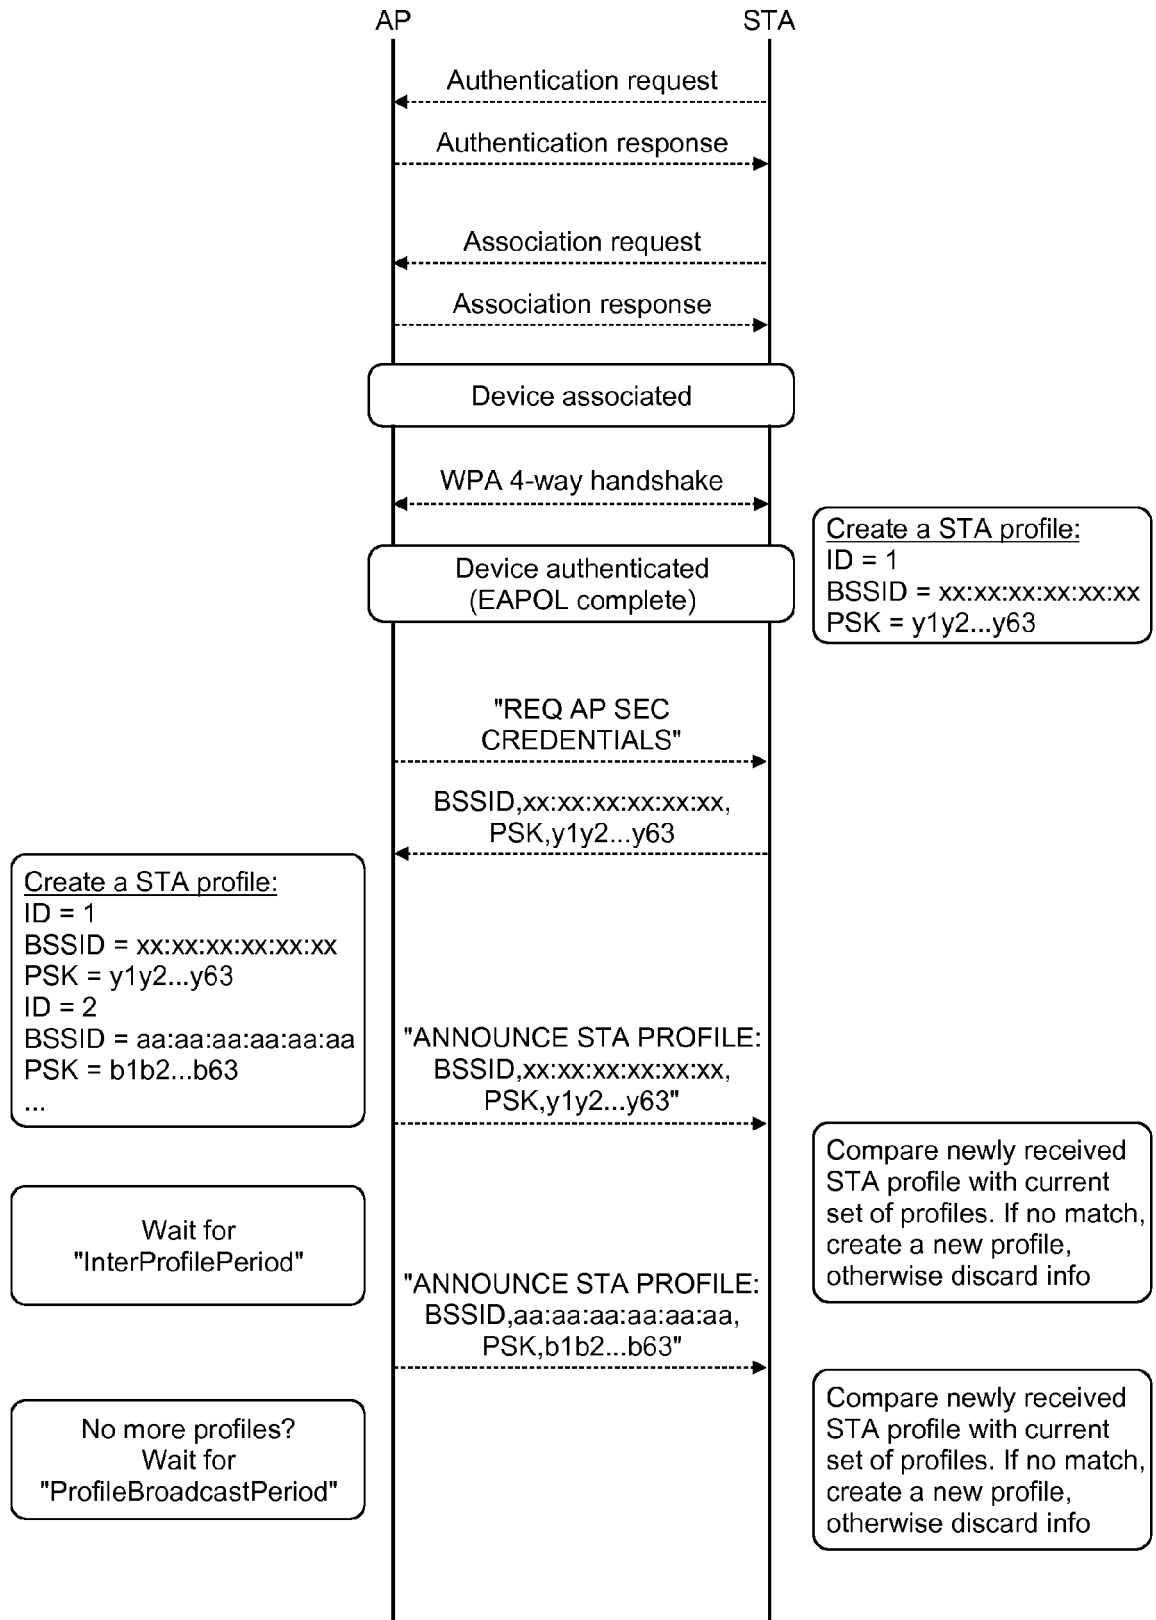 AP
STA
Authentication request
Authentication response
Association request
Association response
Device associated
WPA 4-way handshake
Device authenticated
(EAPOL complete)
Create a STA profile:
ID = 1
BSSID = xx:xx:xx:xx:xx:xx
PSK = y1y2...y63
"REQ AP SEC
CREDENTIALS"
BSSID,xx:xx:xx:xx:xx:xx,
PSK,y1y2...y63
Create a STA profile:
ID = 1
BSSID = xx:xx:xx:xx:xx:xx
PSK = y1y2...y63
ID = 2
BSSID = aa:aa:aa:aa:aa:aa
PSK = b1b2...b63
...
"ANNOUNCE STA PROFILE:
BSSID,xx:xx:xx:xx:xx:xx,
PSK,y1y2...y63"
Compare newly received
STA profile with current
set of profiles. If no match,
create a new profile,
otherwise discard info
Wait for
"InterProfilePeriod"
"ANNOUNCE STA PROFILE:
BSSID,aa:aa:aa:aa:aa:aa,
PSK,b1b2...b63"
No more profiles?
Wait for
"ProfileBroadcastPeriod"
Compare newly received
STA profile with current
set of profiles. If no match,
create a new profile,
otherwise discard info